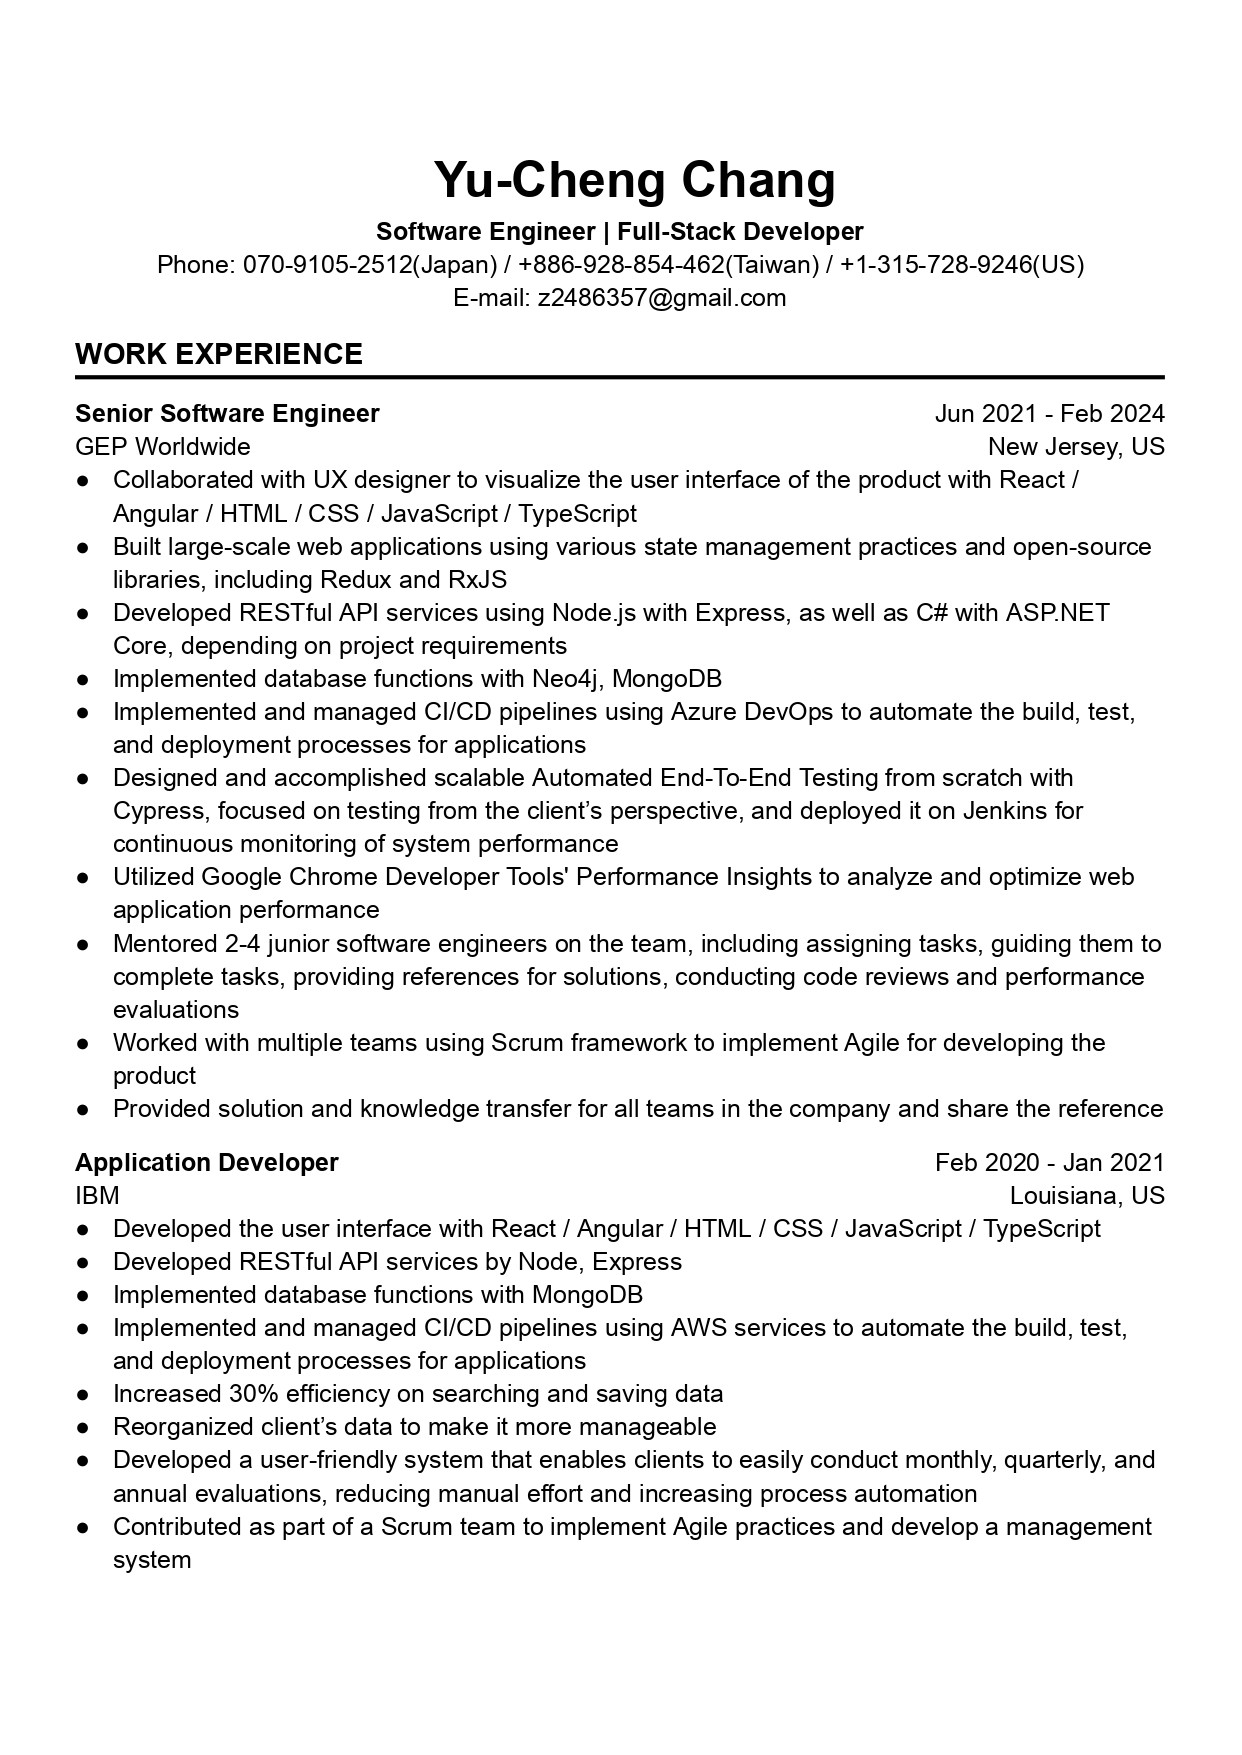 Yu-Cheng Chang
Software Engineer | Full-Stack Developer
Phone: 070-9105-2512(Japan) / +886-928-854-462(Taiwan) / +1-315-728-9246(US)
E-mail: z2486357@gmail.com
WORK EXPERIENCE
Senior Software Engineer Jun 2021 - Feb 2024
GEP Worldwide New Jersey, US
● Collaborated with UX designer to visualize the user interface of the product with React /
Angular / HTML / CSS / JavaScript / TypeScript
● Built large-scale web applications using various state management practices and open-source
libraries, including Redux and RxJS
● Developed RESTful API services using Node.js with Express, as well as C# with ASP.NET
Core, depending on project requirements
● Implemented database functions with Neo4j, MongoDB
● Implemented and managed CI/CD pipelines using Azure DevOps to automate the build, test,
and deployment processes for applications
● Designed and accomplished scalable Automated End-To-End Testing from scratch with
Cypress, focused on testing from the client’s perspective, and deployed it on Jenkins for
continuous monitoring of system performance
● Utilized Google Chrome Developer Tools' Performance Insights to analyze and optimize web
application performance
● Mentored 2-4 junior software engineers on the team, including assigning tasks, guiding them to
complete tasks, providing references for solutions, conducting code reviews and performance
evaluations
● Worked with multiple teams using Scrum framework to implement Agile for developing the
product
● Provided solution and knowledge transfer for all teams in the company and share the reference
Application Developer Feb 2020 - Jan 2021
IBM Louisiana, US
● Developed the user interface with React / Angular / HTML / CSS / JavaScript / TypeScript
● Developed RESTful API services by Node, Express
● Implemented database functions with MongoDB
● Implemented and managed CI/CD pipelines using AWS services to automate the build, test,
and deployment processes for applications
● Increased 30% efficiency on searching and saving data
● Reorganized client’s data to make it more manageable
● Developed a user-friendly system that enables clients to easily conduct monthly, quarterly, and
annual evaluations, reducing manual effort and increasing process automation
● Contributed as part of a Scrum team to implement Agile practices and develop a management
system